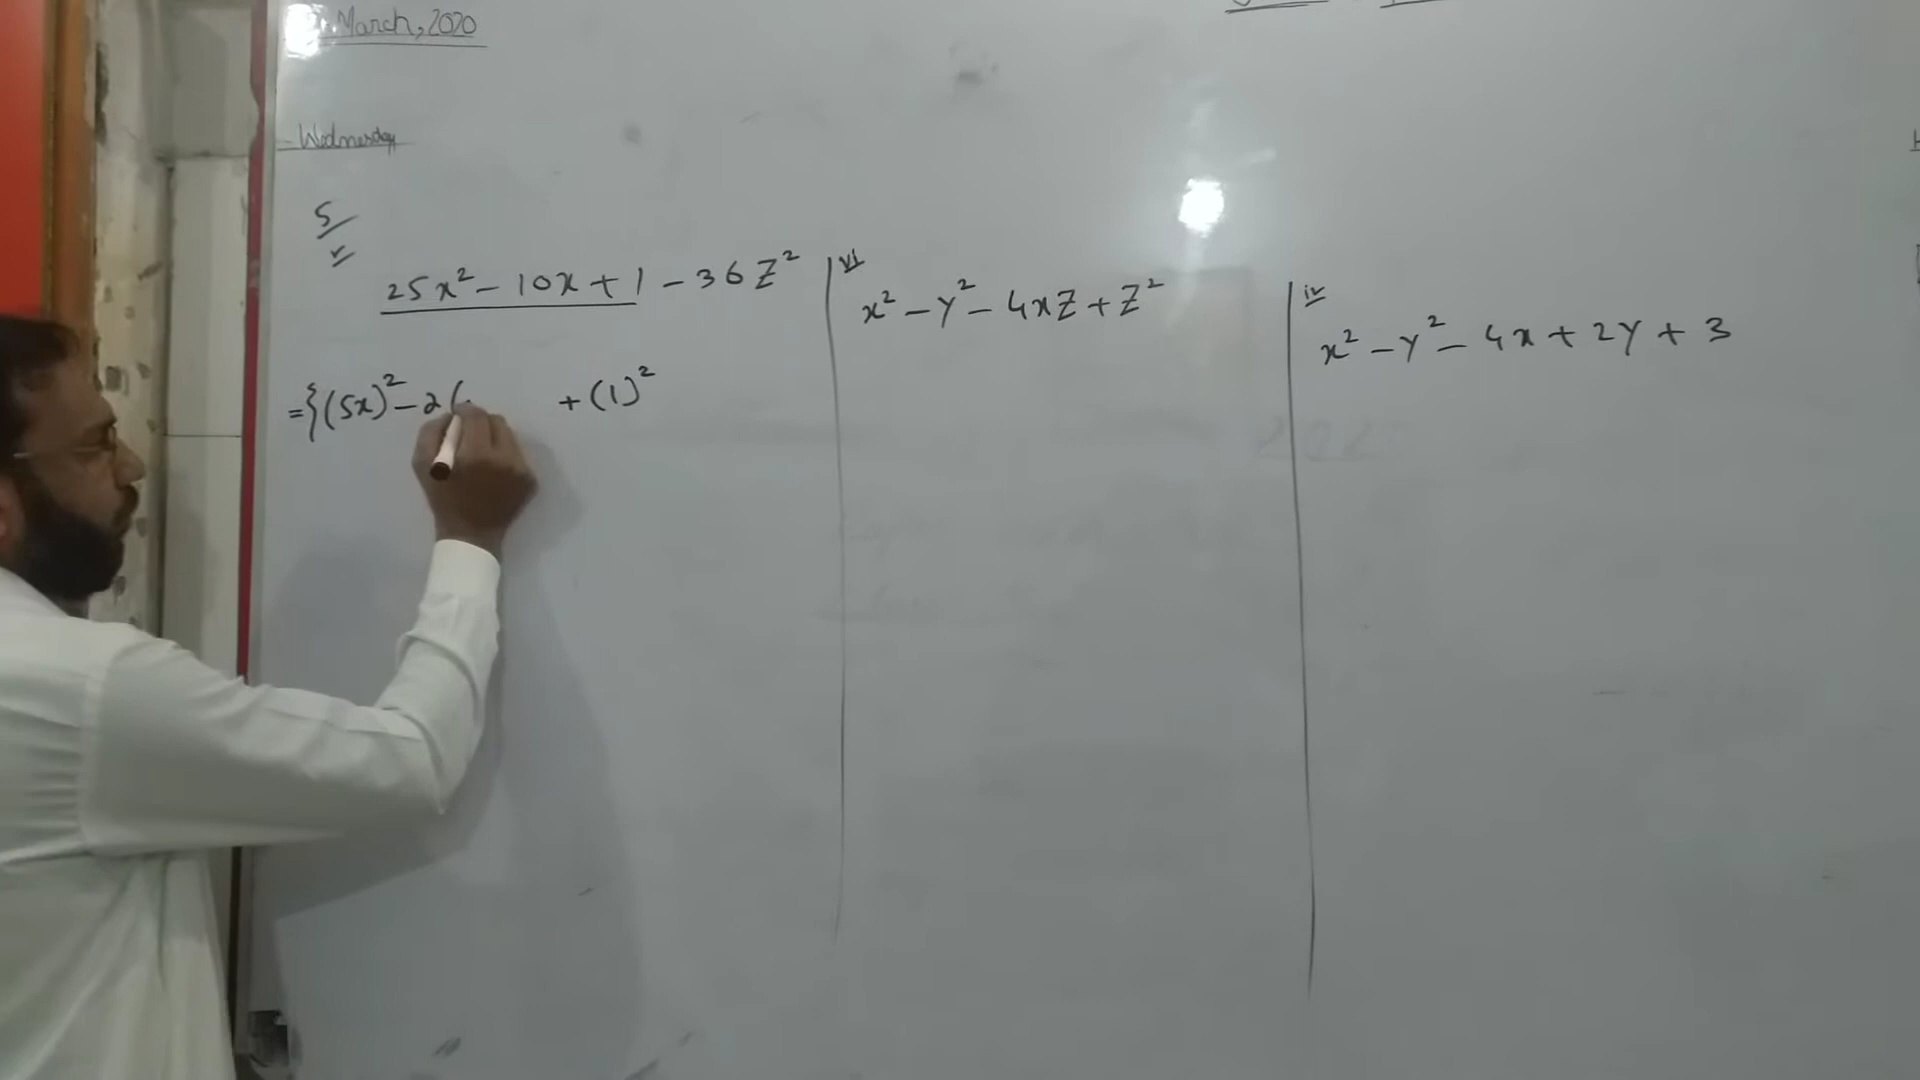 March, 2020
Wednesday
5
v
25x² - 10x + 1 - 36Z²
= {(5x)² - 2(     + (1)²
vi
x² - y² - 4xZ + Z²
iv
x² - y² - 4x + 2y + 3